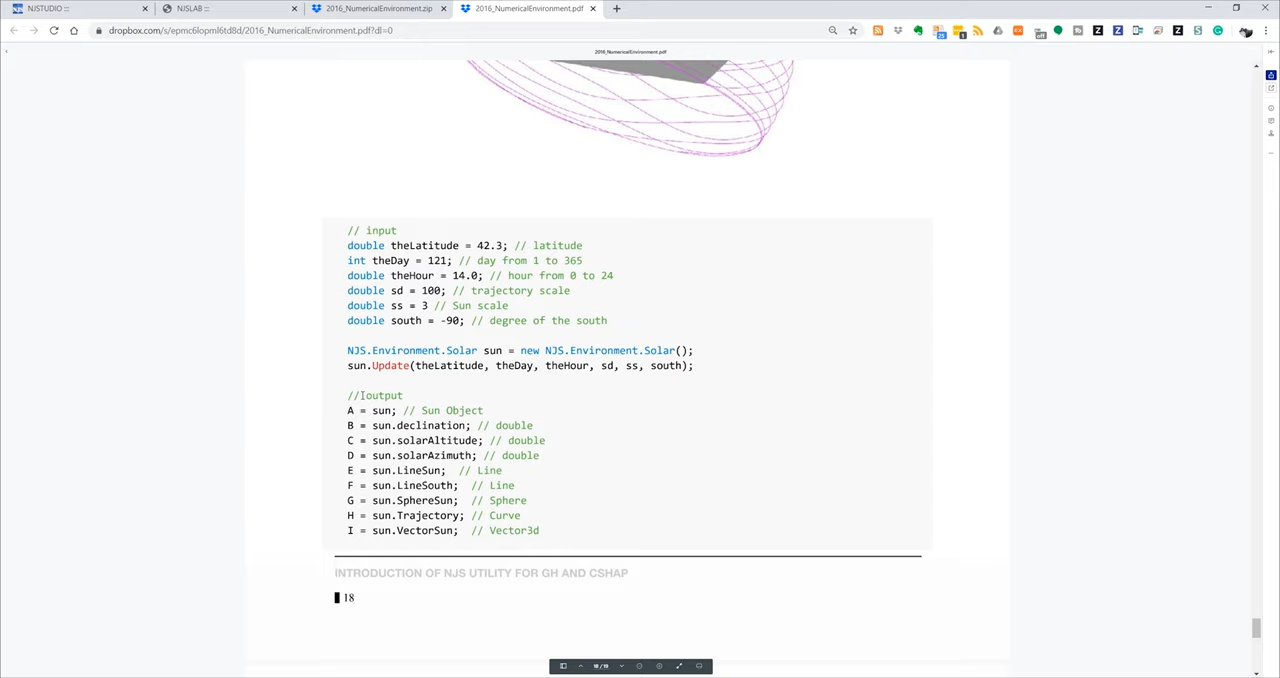 NJSTUDIO :::
NJSLAB :::
2016_NumericalEnvironment.zip
2016_NumericalEnvironment.pdf
dropbox.com/s/epmc6lopml6td8d/2016_NumericalEnvironment.pdf?dl=0
2016_NumericalEnvironment.pdf
// input
double theLatitude = 42.3; // latitude
int theDay = 121; // day from 1 to 365
double theHour = 14.0; // hour from 0 to 24
double sd = 100; // trajectory scale
double ss = 3 // Sun scale
double south = -90; // degree of the south
NJS.Environment.Solar sun = new NJS.Environment.Solar();
sun.Update(theLatitude, theDay, theHour, sd, ss, south);
//output
A = sun; // Sun Object
B = sun.declination; // double
C = sun.solarAltitude; // double
D = sun.solarAzimuth; // double
E = sun.LineSun; // Line
F = sun.LineSouth; // Line
G = sun.SphereSun; // Sphere
H = sun.Trajectory; // Curve
I = sun.VectorSun; // Vector3d
INTRODUCTION OF NJS UTILITY FOR GH AND CSHAP
18
18 / 19